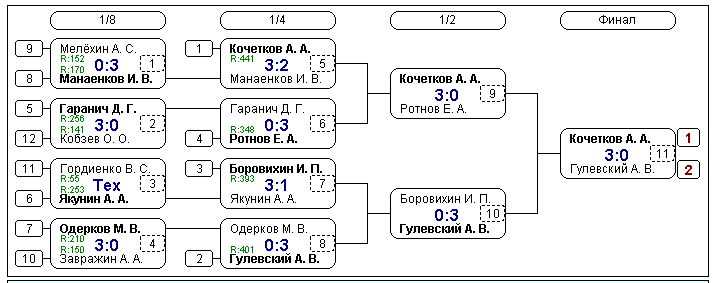 1/8
1/4
1/2
Финал
9
Мелёхин А. С.
R:152
R:170
0:3
1
8
Манаенков И. В.
5
Гаранич Д. Г.
R:256
R:141
3:0
2
12
Кобзев О. О.
11
Гордиенко В. С.
R:55
R:253
Тех
3
6
Якунин А. А.
7
Одерков М. В.
R:210
R:150
3:0
4
10
Завражин А. А.
1
Кочетков А. А.
R:441
3:2
5
Манаенков И. В.
Гаранич Д. Г.
R:348
0:3
6
4
Ротнов Е. А.
3
Боровихин И. П.
R:393
3:1
7
Якунин А. А.
Одерков М. В.
R:401
0:3
8
2
Гулевский А. В.
Кочетков А. А.
3:0
9
Ротнов Е. А.
Боровихин И. П.
0:3
10
Гулевский А. В.
Кочетков А. А.
1
3:0
11
Гулевский А. В.
2